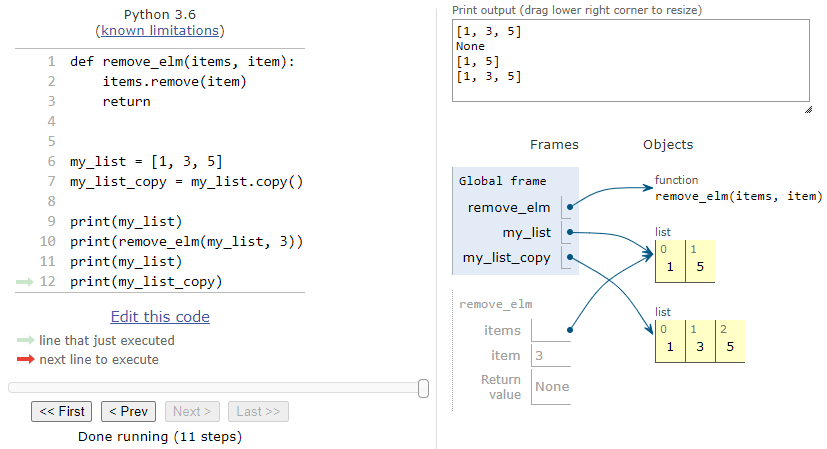 Python 3.6
(known limitations)
1 def remove_elm(items, item):
2     items.remove(item)
3     return
4
5
6 my_list = [1, 3, 5]
7 my_list_copy = my_list.copy()
8
9 print(my_list)
10 print(remove_elm(my_list, 3))
11 print(my_list)
12 print(my_list_copy)
Edit this code
line that just executed
next line to execute
<< First < Prev Next > Last >>
Done running (11 steps)
Print output (drag lower right corner to resize)
[1, 3, 5]
None
[1, 5]
[1, 3, 5]
Frames Objects
Global frame
remove_elm
my_list
my_list_copy
function
remove_elm(items, item)
list
0 1
1 5
remove_elm
items
item 3
Return
value None
list
0 1 2
1 3 5